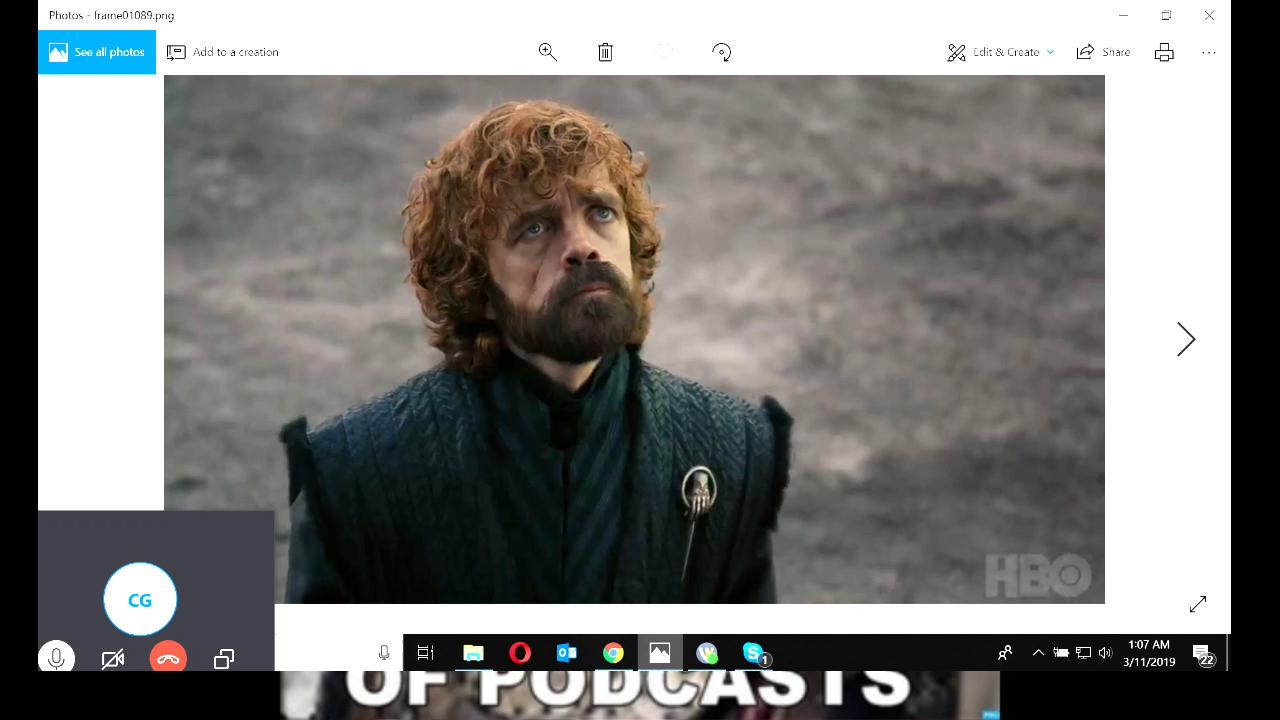 Photos - frame01089.png
See all photos
Add to a creation
Edit & Create
Share
HBO
CG
1
1:07 AM
3/11/2019
22
OF PODCASTS